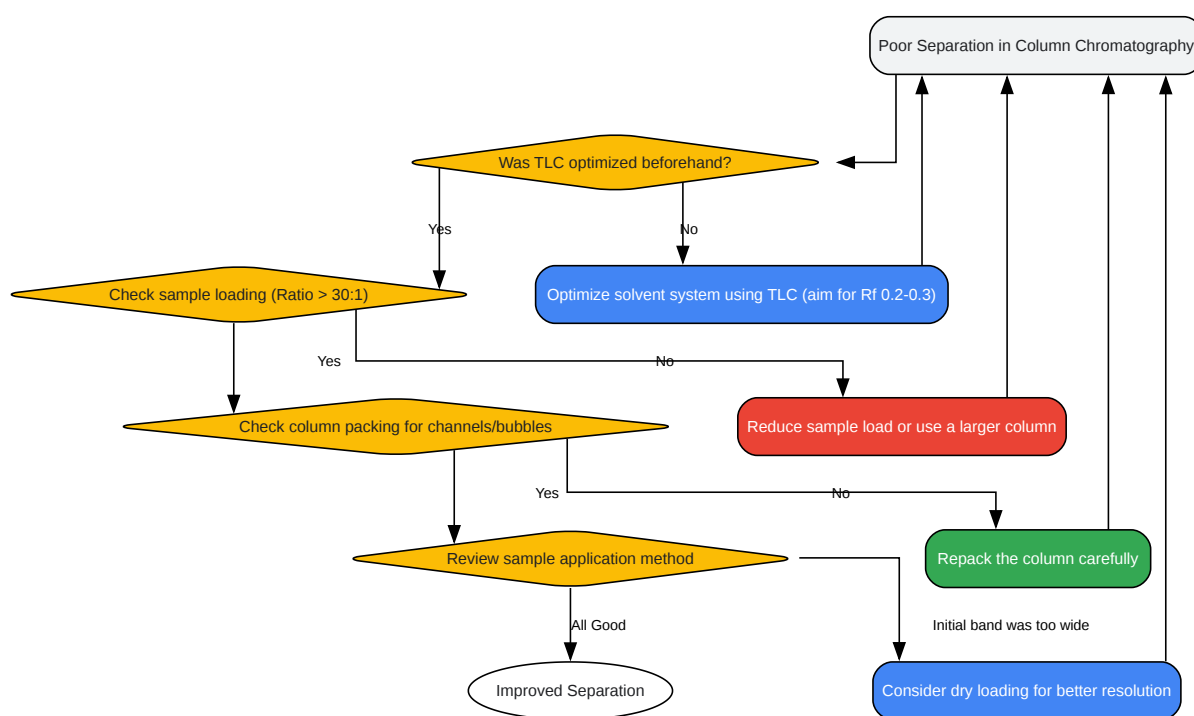 Poor Separation in Column Chromatography
Was TLC optimized beforehand?
Yes
No
Check sample loading (Ratio > 30:1)
Optimize solvent system using TLC (aim for Rf 0.2-0.3)
Yes
No
Check column packing for channels/bubbles
Reduce sample load or use a larger column
Yes
No
Review sample application method
Repack the column carefully
All Good
Initial band was too wide
Improved Separation
Consider dry loading for better resolution